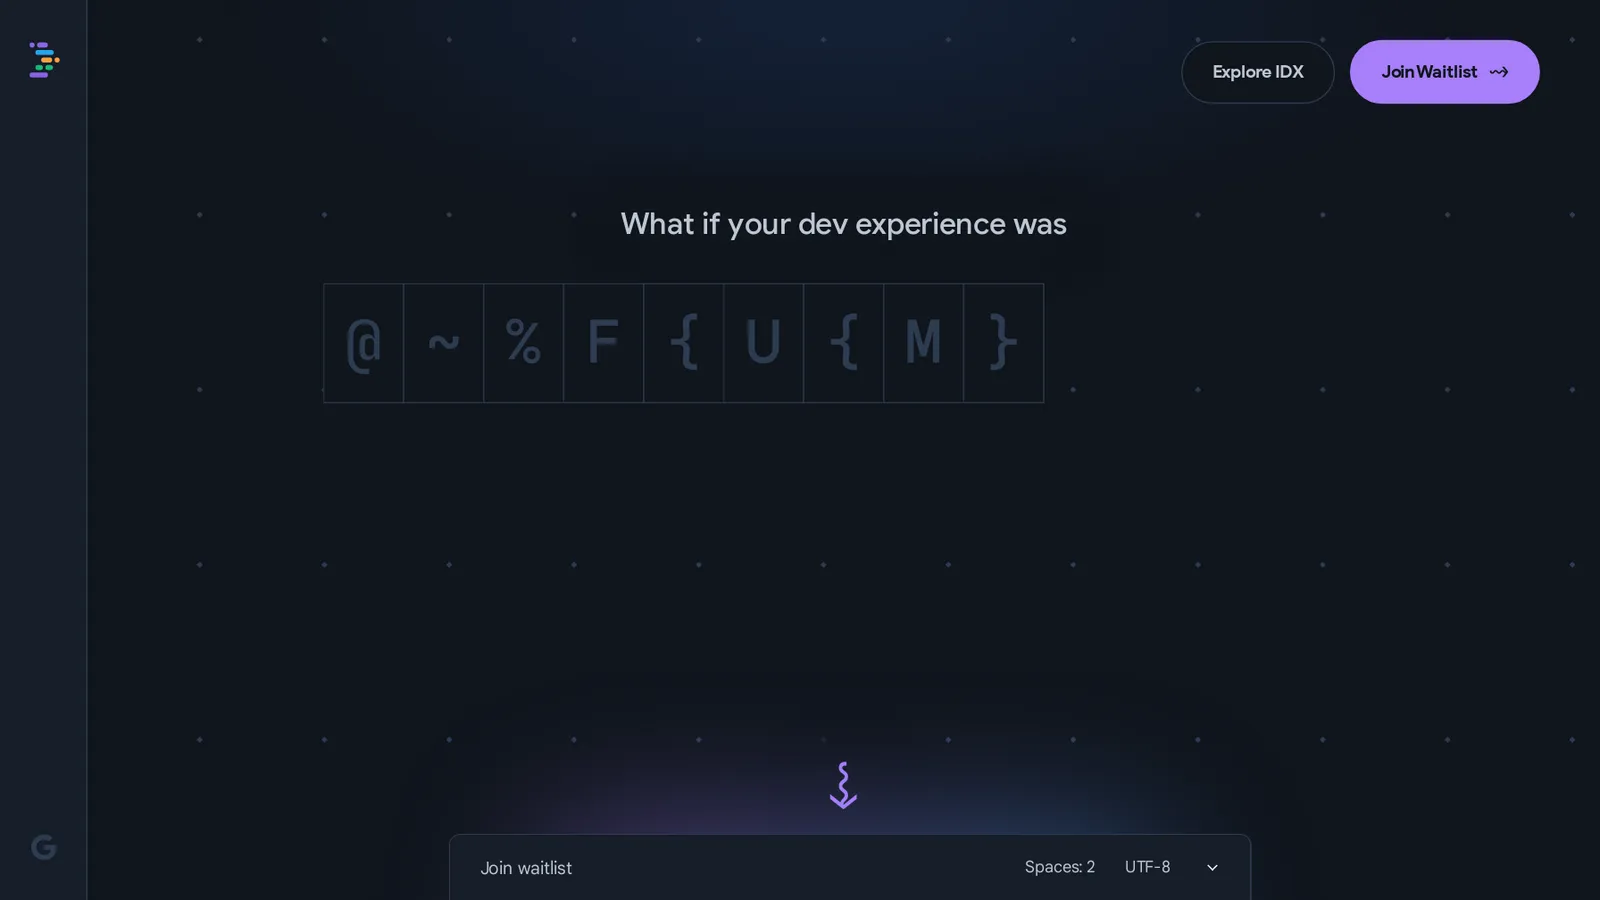 Explore IDX
Join Waitlist
What if your dev experience was
@~%F{U{M}
G
Join waitlist
Spaces: 2
UTF-8